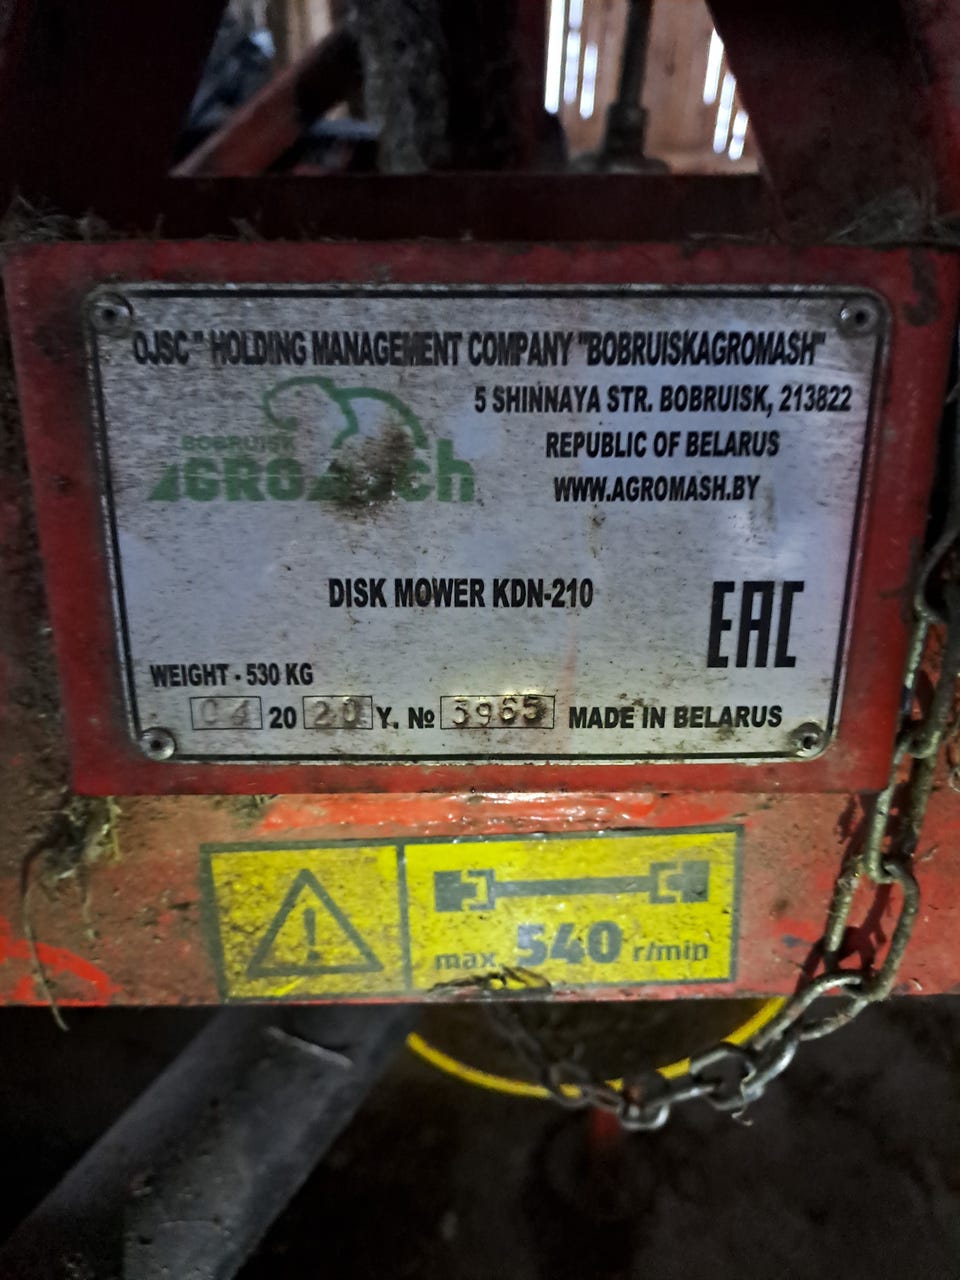 OJSC " HOLDING MANAGEMENT COMPANY "BOBRUISKAGROMASH"
5 SHINNAYA STR. BOBRUISK, 213822
BOBRUISK
REPUBLIC OF BELARUS
WWW.AGROMASH.BY
DISK MOWER KDN-210
EAC
WEIGHT - 530 KG
04 20 20 Y. № 3965 MADE IN BELARUS
max 540 r/min